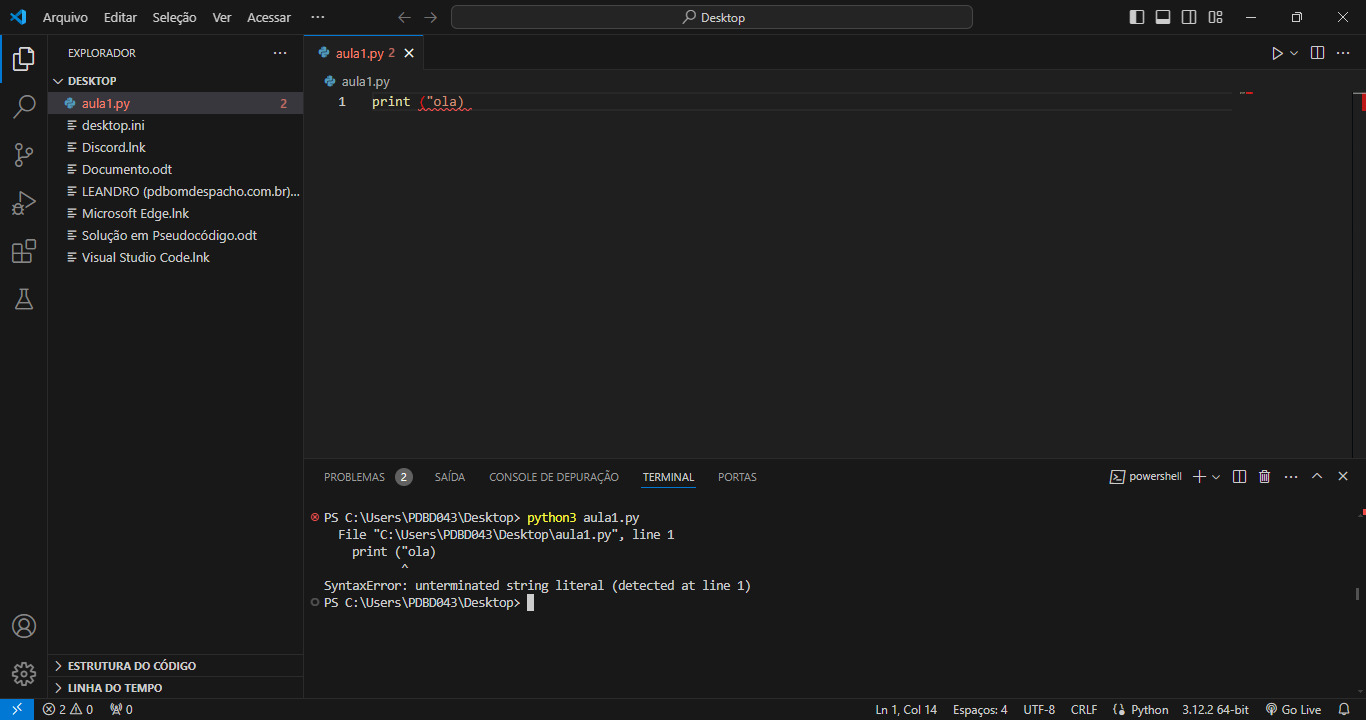 Arquivo Editar Seleção Ver Acessar ··· Desktop
EXPLORADOR ···
DESKTOP
aula1.py 2
desktop.ini
Discord.lnk
Documento.odt
LEANDRO (pdbomdespacho.com.br)...
Microsoft Edge.lnk
Solução em Pseudocódigo.odt
Visual Studio Code.lnk
ESTRUTURA DO CÓDIGO
LINHA DO TEMPO
aula1.py 2
aula1.py
1 print ("ola)
PROBLEMAS 2 SAÍDA CONSOLE DE DEPURAÇÃO TERMINAL PORTAS powershell
PS C:\Users\PDBD043\Desktop> python3 aula1.py
File "C:\Users\PDBD043\Desktop\aula1.py", line 1
print ("ola)
^
SyntaxError: unterminated string literal (detected at line 1)
PS C:\Users\PDBD043\Desktop>
2 0 0 Ln 1, Col 14 Espaços: 4 UTF-8 CRLF Python 3.12.2 64-bit Go Live